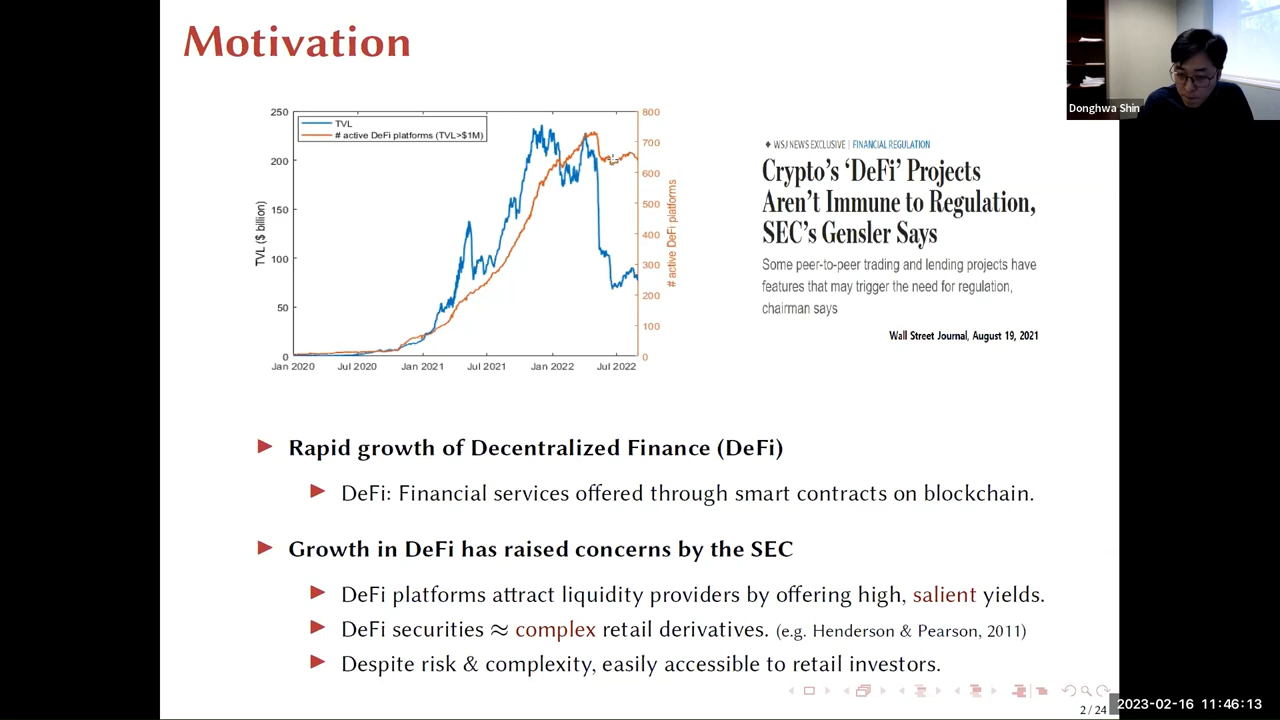 Motivation
Donghwa Shin
TVL
# active DeFi platforms (TVL>$1M)
250
200
150
100
50
0
TVL ($ billion)
800
700
600
500
400
300
200
100
0
# active DeFi platforms
Jan 2020 Jul 2020 Jan 2021 Jul 2021 Jan 2022 Jul 2022
♦ WSJ NEWS EXCLUSIVE | FINANCIAL REGULATION
Crypto's 'DeFi' Projects
Aren't Immune to Regulation,
SEC's Gensler Says
Some peer-to-peer trading and lending projects have
features that may trigger the need for regulation,
chairman says
Wall Street Journal, August 19, 2021
Rapid growth of Decentralized Finance (DeFi)
DeFi: Financial services offered through smart contracts on blockchain.
Growth in DeFi has raised concerns by the SEC
DeFi platforms attract liquidity providers by offering high, salient yields.
DeFi securities ≈ complex retail derivatives. (e.g. Henderson & Pearson, 2011)
Despite risk & complexity, easily accessible to retail investors.
2 / 24
2023-02-16 11:46:13